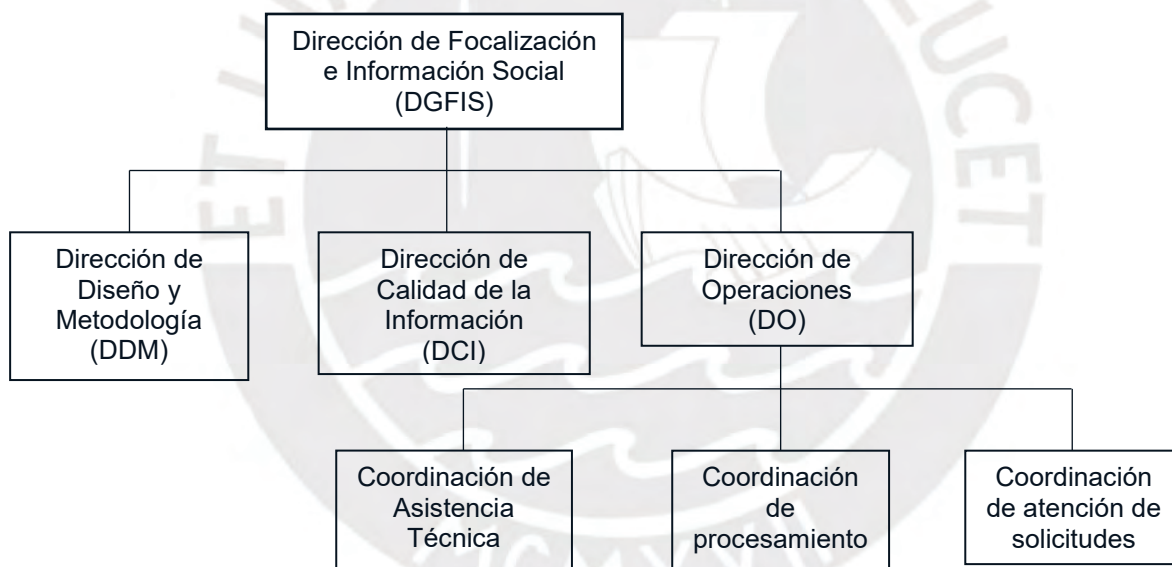 Dirección de Focalización
e Información Social
(DGFIS)
Dirección de
Diseño y
Metodología
(DDM)
Dirección de
Calidad de la
Información
(DCI)
Dirección de
Operaciones
(DO)
Coordinación de
Asistencia
Técnica
Coordinación
de
procesamiento
Coordinación
de atención de
solicitudes